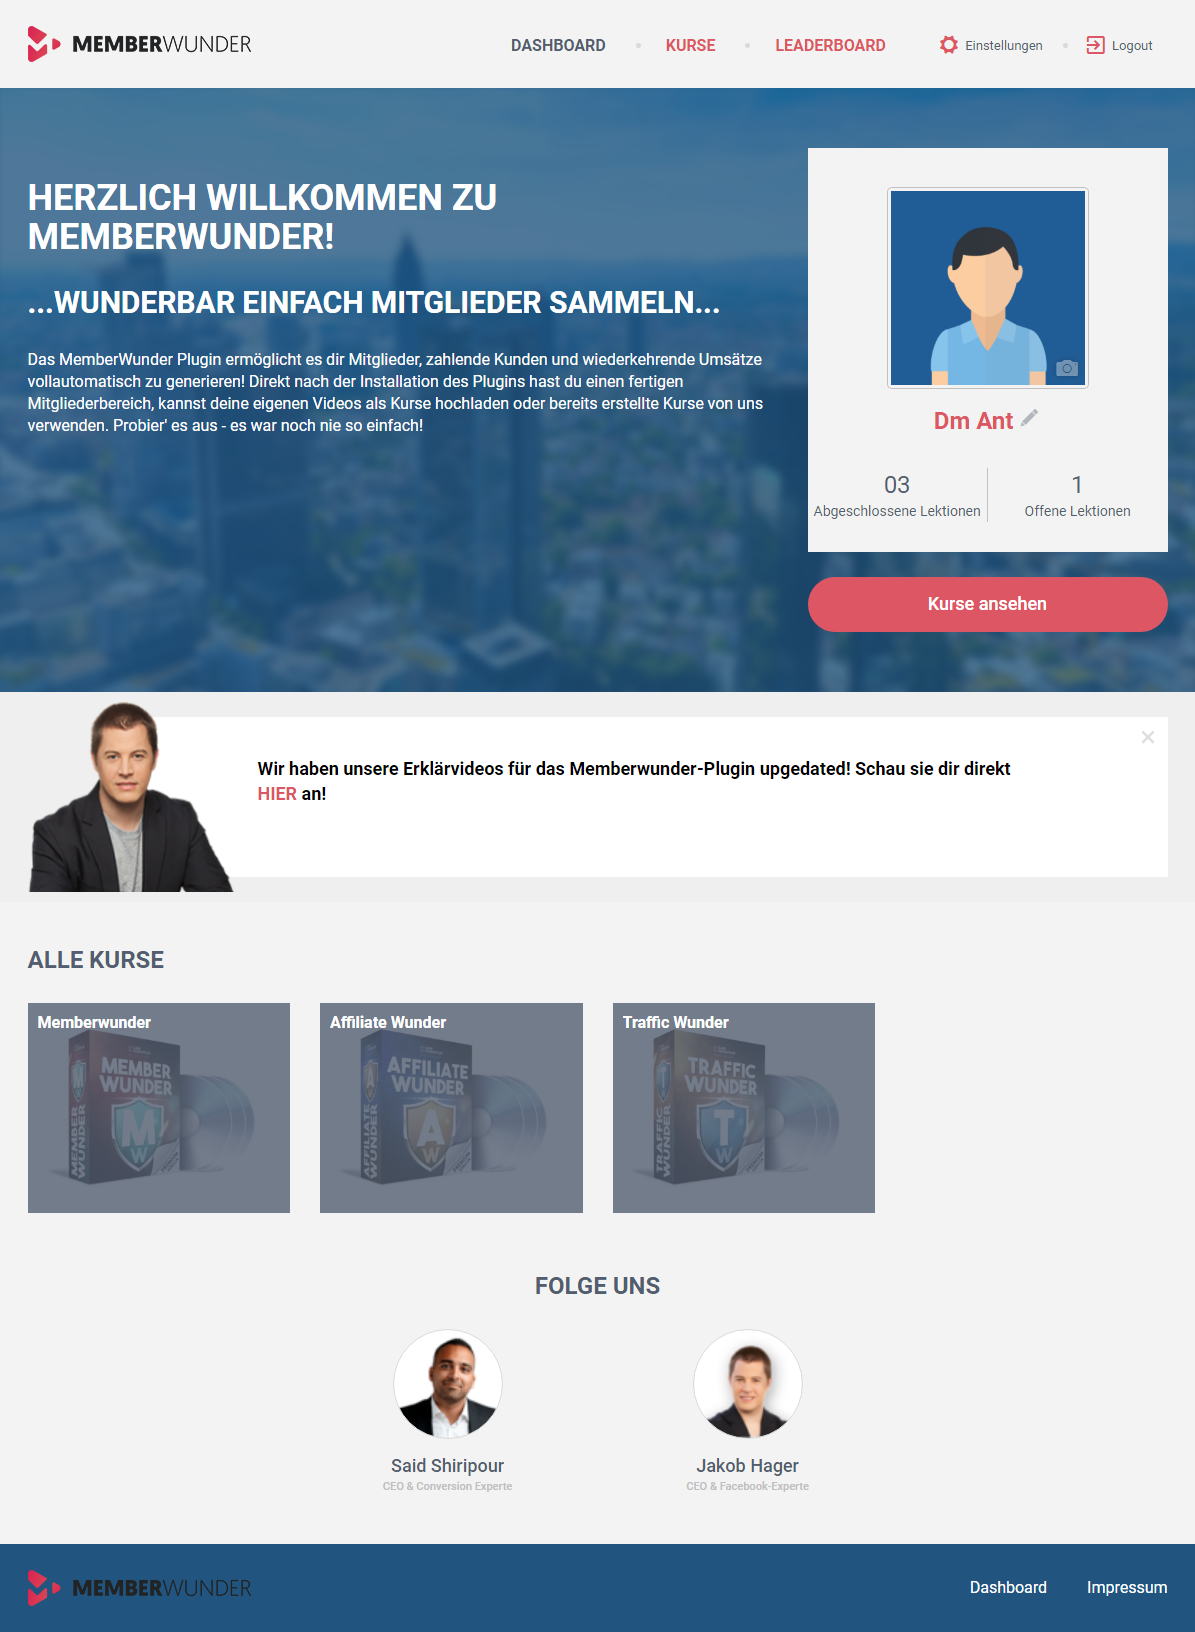 MEMBERWUNDER
DASHBOARD
KURSE
LEADERBOARD
Einstellungen
Logout
HERZLICH WILLKOMMEN ZU
MEMBERWUNDER!
...WUNDERBAR EINFACH MITGLIEDER SAMMELN...
Das MemberWunder Plugin ermöglicht es dir Mitglieder, zahlende Kunden und wiederkehrende Umsätze
vollautomatisch zu generieren! Direkt nach der Installation des Plugins hast du einen fertigen
Mitgliederbereich, kannst deine eigenen Videos als Kurse hochladen oder bereits erstellte Kurse von uns
verwenden. Probier' es aus - es war noch nie so einfach!
Dm Ant
03
Abgeschlossene Lektionen
1
Offene Lektionen
Kurse ansehen
Wir haben unsere Erklärvideos für das Memberwunder-Plugin upgedated! Schau sie dir direkt
HIER an!
ALLE KURSE
Memberwunder
MEMBER
WUNDER
M
W
MEMBER
WUNDER
Affiliate Wunder
AFFILIATE
WUNDER
A
W
AFFILIATE
WUNDER
Traffic Wunder
TRAFFIC
WUNDER
T
W
TRAFFIC
WUNDER
FOLGE UNS
Said Shiripour
CEO & Conversion Experte
Jakob Hager
CEO & Facebook-Experte
MEMBERWUNDER
Dashboard
Impressum